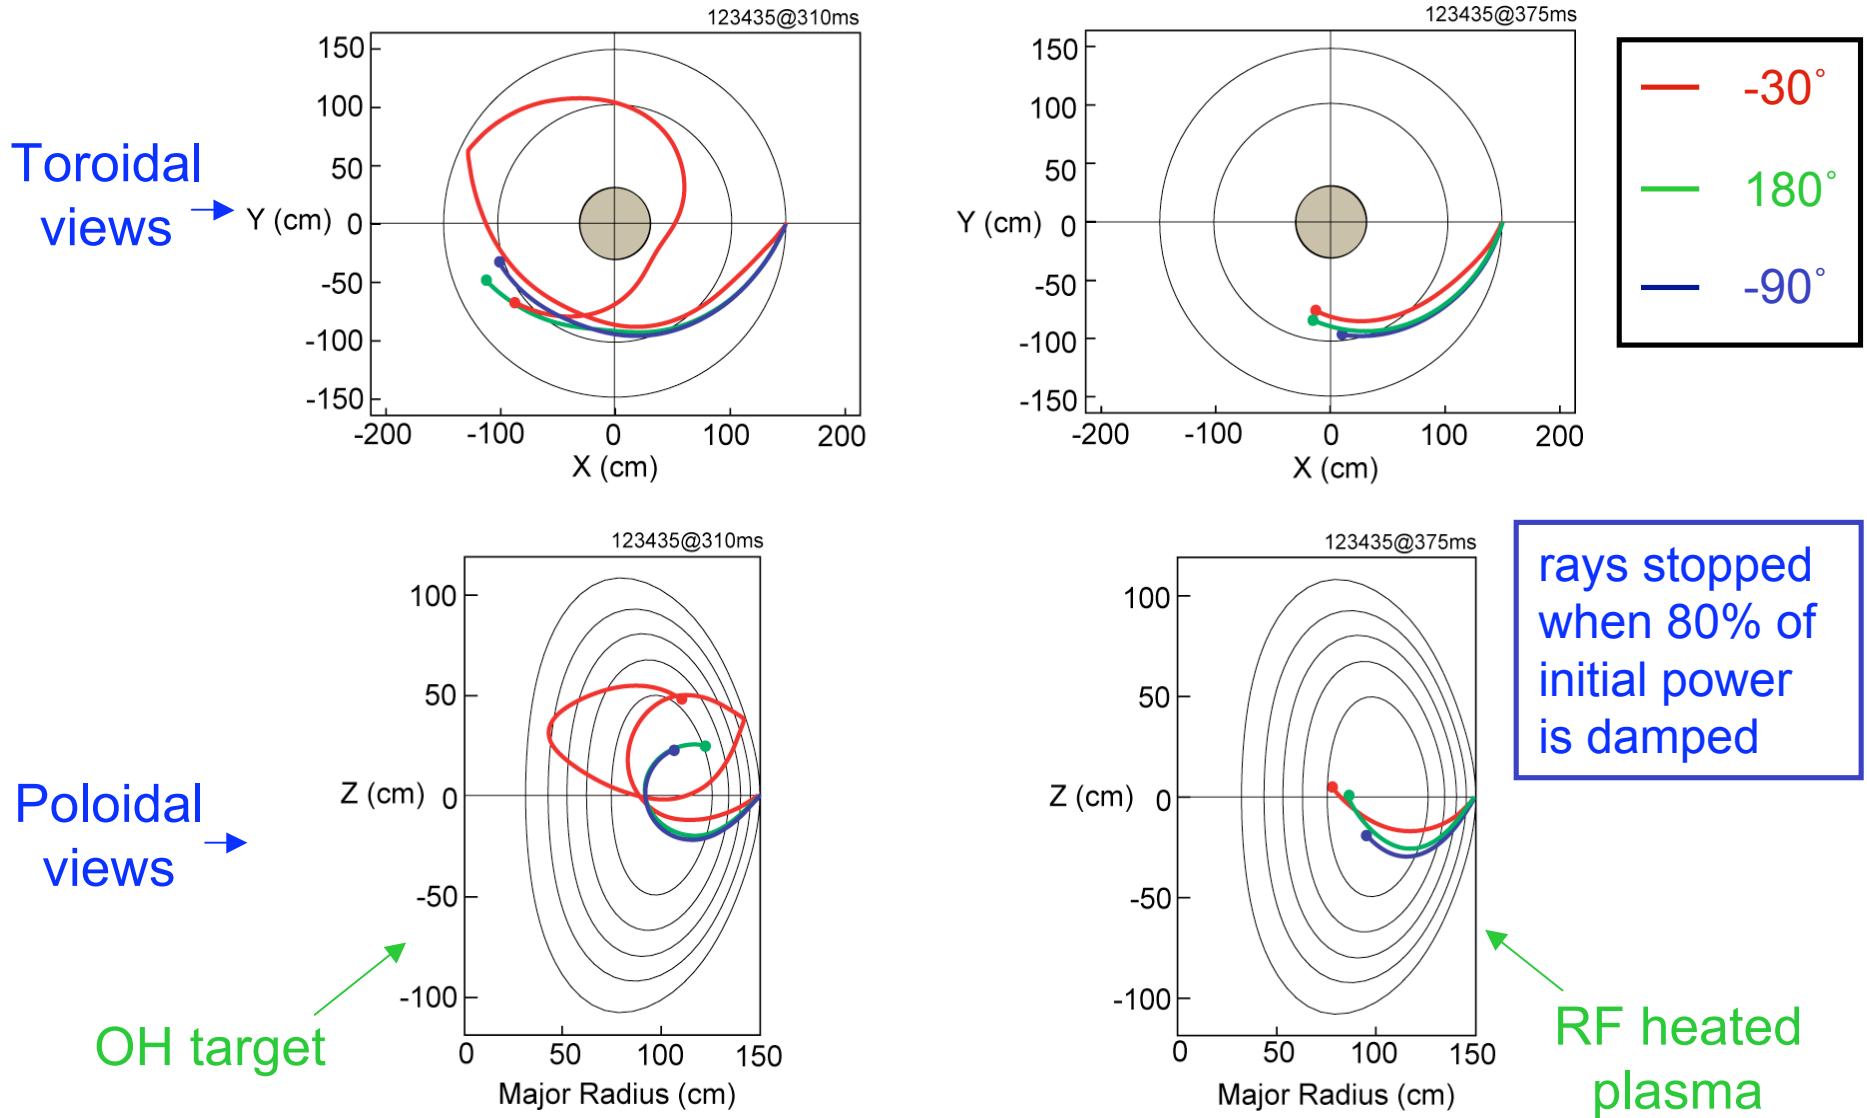 123435@310ms
150
100
50
0
-50
-100
-150
Y (cm)
-200 -100 0 100 200
X (cm)
Toroidal
views
123435@375ms
150
100
50
0
-50
-100
-150
Y (cm)
-200 -100 0 100 200
X (cm)
-30°
180°
-90°
123435@310ms
100
50
0
-50
-100
Z (cm)
0 50 100 150
Major Radius (cm)
Poloidal
views
OH target
123435@375ms
100
50
0
-50
-100
Z (cm)
0 50 100 150
Major Radius (cm)
rays stopped
when 80% of
initial power
is damped
RF heated
plasma